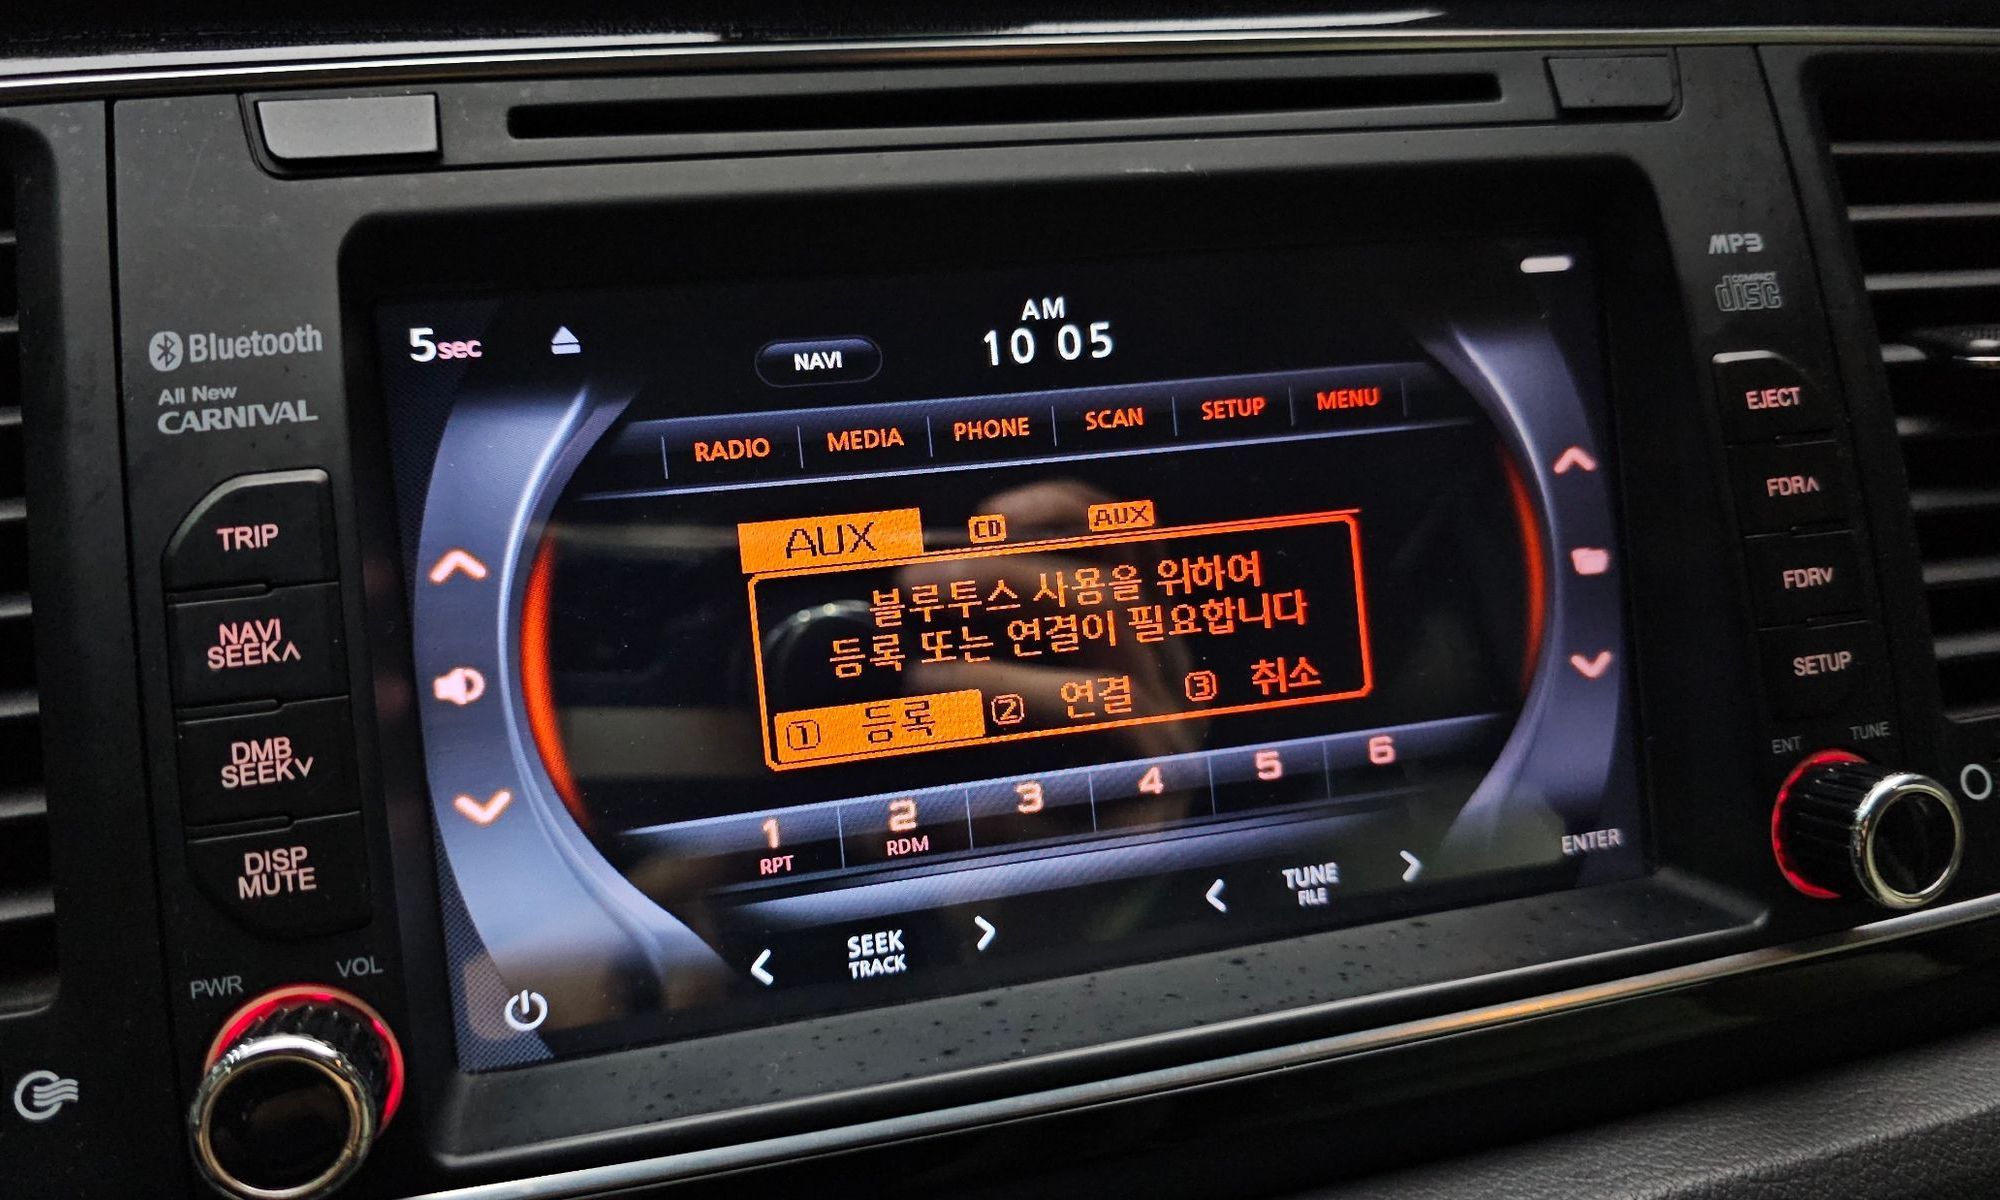 MP3
COMPACT
disc
Bluetooth
All New
CARNIVAL
5sec
NAVI
AM
10 05
RADIO MEDIA PHONE SCAN SETUP MENU
AUX CD AUX
블루투스 사용을 위하여
등록 또는 연결이 필요합니다
① 등록 ② 연결 ③ 취소
1 2 3 4 5 6
RPT RDM
SEEK
TRACK
TUNE
FILE
ENTER
TRIP
NAVI
SEEK∧
DMB
SEEK∨
DISP
MUTE
PWR VOL
EJECT
FDR∧
FDR∨
SETUP
ENT TUNE